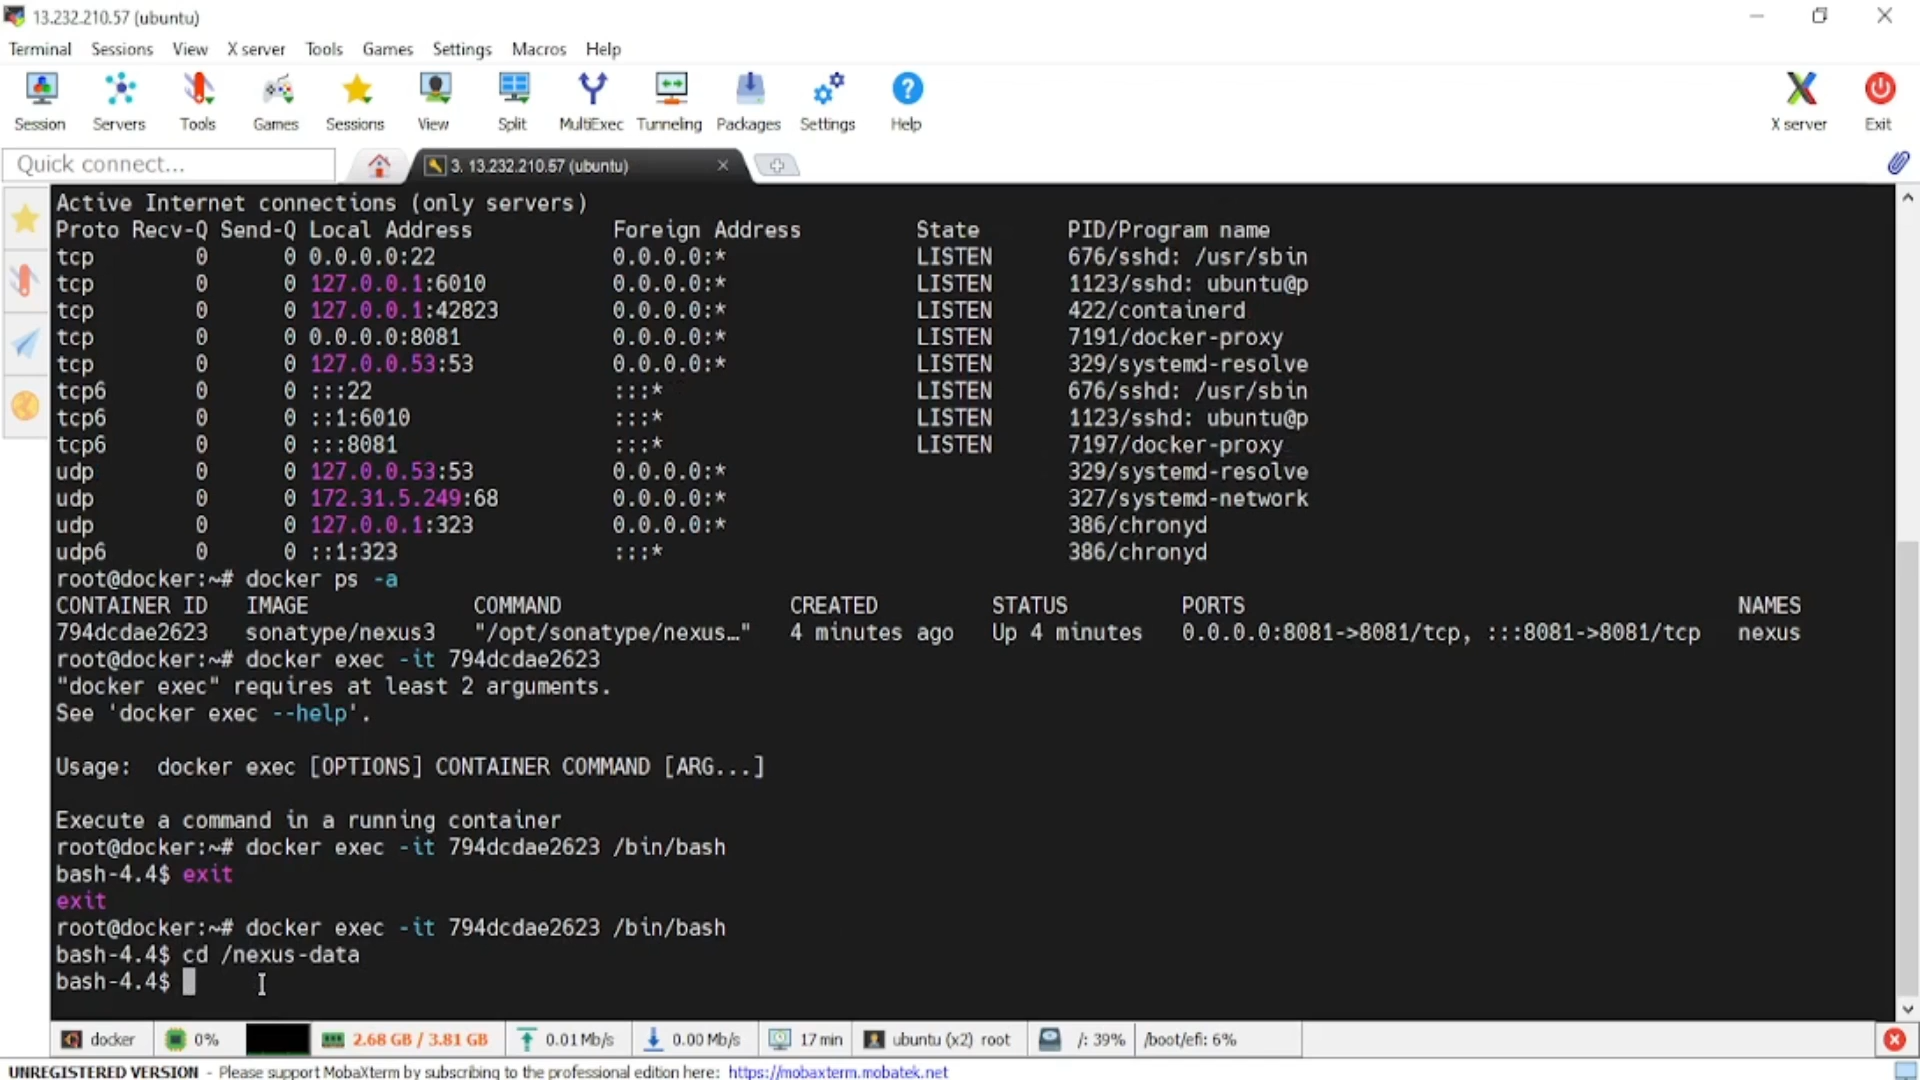 13.232.210.57 (ubuntu)
Terminal Sessions View X server Tools Games Settings Macros Help
Session Servers Tools Games Sessions View Split MultiExec Tunneling Packages Settings Help X server Exit
Quick connect... 3. 13.232.210.57 (ubuntu)
Active Internet connections (only servers)
Proto Recv-Q Send-Q Local Address Foreign Address State PID/Program name
tcp 0 0 0.0.0.0:22 0.0.0.0:* LISTEN 676/sshd: /usr/sbin
tcp 0 0 127.0.0.1:6010 0.0.0.0:* LISTEN 1123/sshd: ubuntu@p
tcp 0 0 127.0.0.1:42823 0.0.0.0:* LISTEN 422/containerd
tcp 0 0 0.0.0.0:8081 0.0.0.0:* LISTEN 7191/docker-proxy
tcp 0 0 127.0.0.53:53 0.0.0.0:* LISTEN 329/systemd-resolve
tcp6 0 0 :::22 :::* LISTEN 676/sshd: /usr/sbin
tcp6 0 0 ::1:6010 :::* LISTEN 1123/sshd: ubuntu@p
tcp6 0 0 :::8081 :::* LISTEN 7197/docker-proxy
udp 0 0 127.0.0.53:53 0.0.0.0:* 329/systemd-resolve
udp 0 0 172.31.5.249:68 0.0.0.0:* 327/systemd-network
udp 0 0 127.0.0.1:323 0.0.0.0:* 386/chronyd
udp6 0 0 ::1:323 :::* 386/chronyd
root@docker:~# docker ps -a
CONTAINER ID IMAGE COMMAND CREATED STATUS PORTS NAMES
794dcdae2623 sonatype/nexus3 "/opt/sonatype/nexus…" 4 minutes ago Up 4 minutes 0.0.0.0:8081->8081/tcp, :::8081->8081/tcp nexus
root@docker:~# docker exec -it 794dcdae2623
"docker exec" requires at least 2 arguments.
See 'docker exec --help'.
Usage: docker exec [OPTIONS] CONTAINER COMMAND [ARG...]
Execute a command in a running container
root@docker:~# docker exec -it 794dcdae2623 /bin/bash
bash-4.4$ exit
exit
root@docker:~# docker exec -it 794dcdae2623 /bin/bash
bash-4.4$ cd /nexus-data
bash-4.4$
docker 0% 2.68 GB / 3.81 GB 0.01 Mb/s 0.00 Mb/s 17 min ubuntu (x2) root /: 39% /boot/efi: 6%
UNREGISTERED VERSION - Please support MobaXterm by subscribing to the professional edition here: https://mobaxterm.mobatek.net